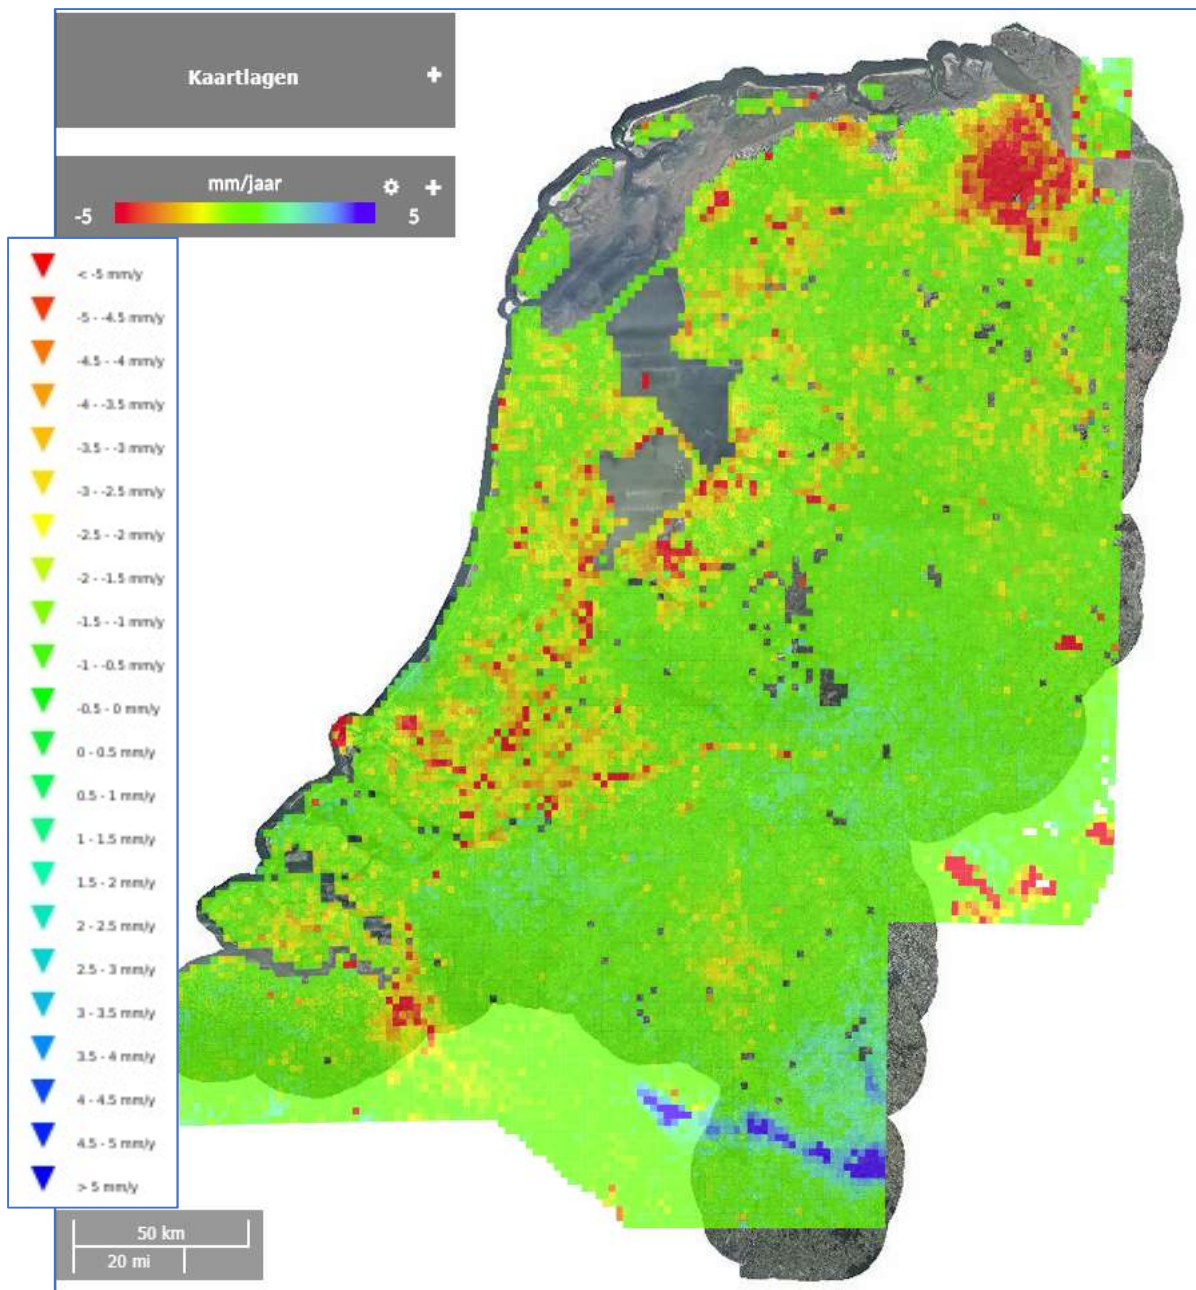 Kaartlagen +
mm/jaar +
-5 5
< -5 mm/y
-5 - -4.5 mm/y
-4.5 - -4 mm/y
-4 - -3.5 mm/y
-3.5 - -3 mm/y
-3 - -2.5 mm/y
-2.5 - -2 mm/y
-2 - -1.5 mm/y
-1.5 - -1 mm/y
-1 - -0.5 mm/y
-0.5 - 0 mm/y
0 - 0.5 mm/y
0.5 - 1 mm/y
1 - 1.5 mm/y
1.5 - 2 mm/y
2 - 2.5 mm/y
2.5 - 3 mm/y
3 - 3.5 mm/y
3.5 - 4 mm/y
4 - 4.5 mm/y
4.5 - 5 mm/y
> 5 mm/y
50 km
20 mi